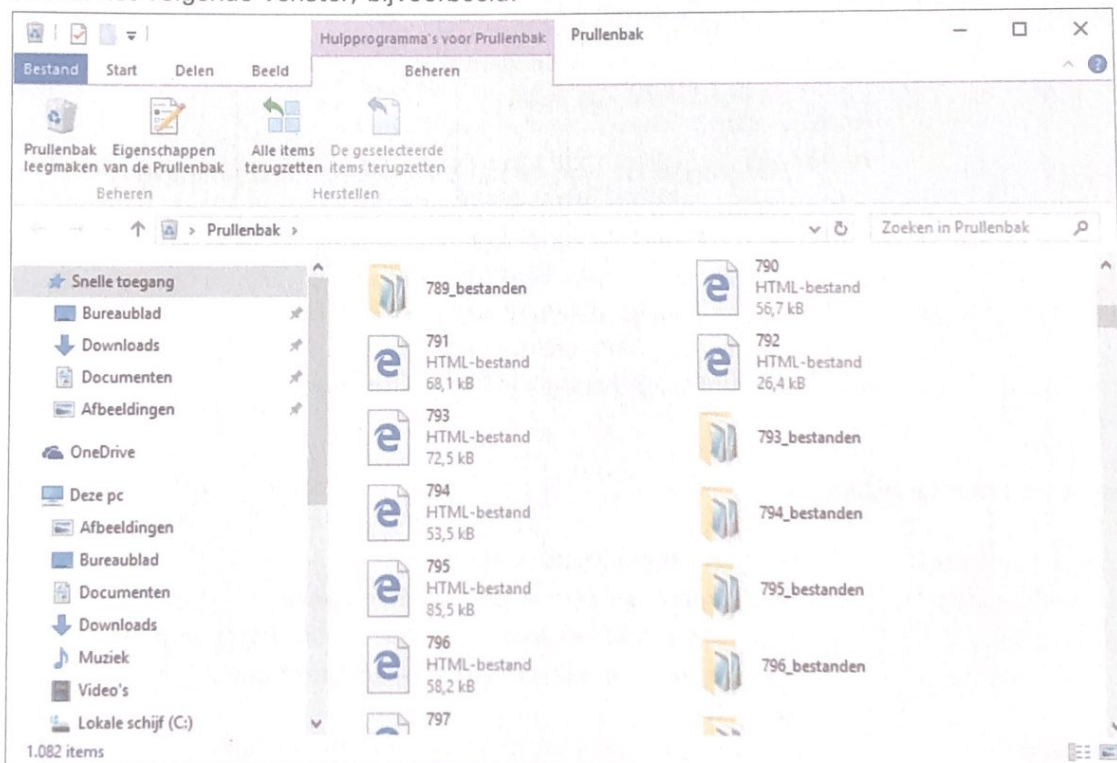 het volgende venster, bijvoorbeeld:
Hulpprogramma's voor Prullenbak Prullenbak
Bestand Start Delen Beeld Beheren
Prullenbak Eigenschappen Alle items De geselecteerde
leegmaken van de Prullenbak terugzetten items terugzetten
Beheren Herstellen
Prullenbak Zoeken in Prullenbak
Snelle toegang
Bureaublad
Downloads
Documenten
Afbeeldingen
OneDrive
Deze pc
Afbeeldingen
Bureaublad
Documenten
Downloads
Muziek
Video's
Lokale schijf (C:)
789_bestanden
790
HTML-bestand
56,7 kB
791
HTML-bestand
68,1 kB
792
HTML-bestand
26,4 kB
793
HTML-bestand
72,5 kB
793_bestanden
794
HTML-bestand
53,5 kB
794_bestanden
795
HTML-bestand
85,5 kB
795_bestanden
796
HTML-bestand
58,2 kB
796_bestanden
797
1.082 items